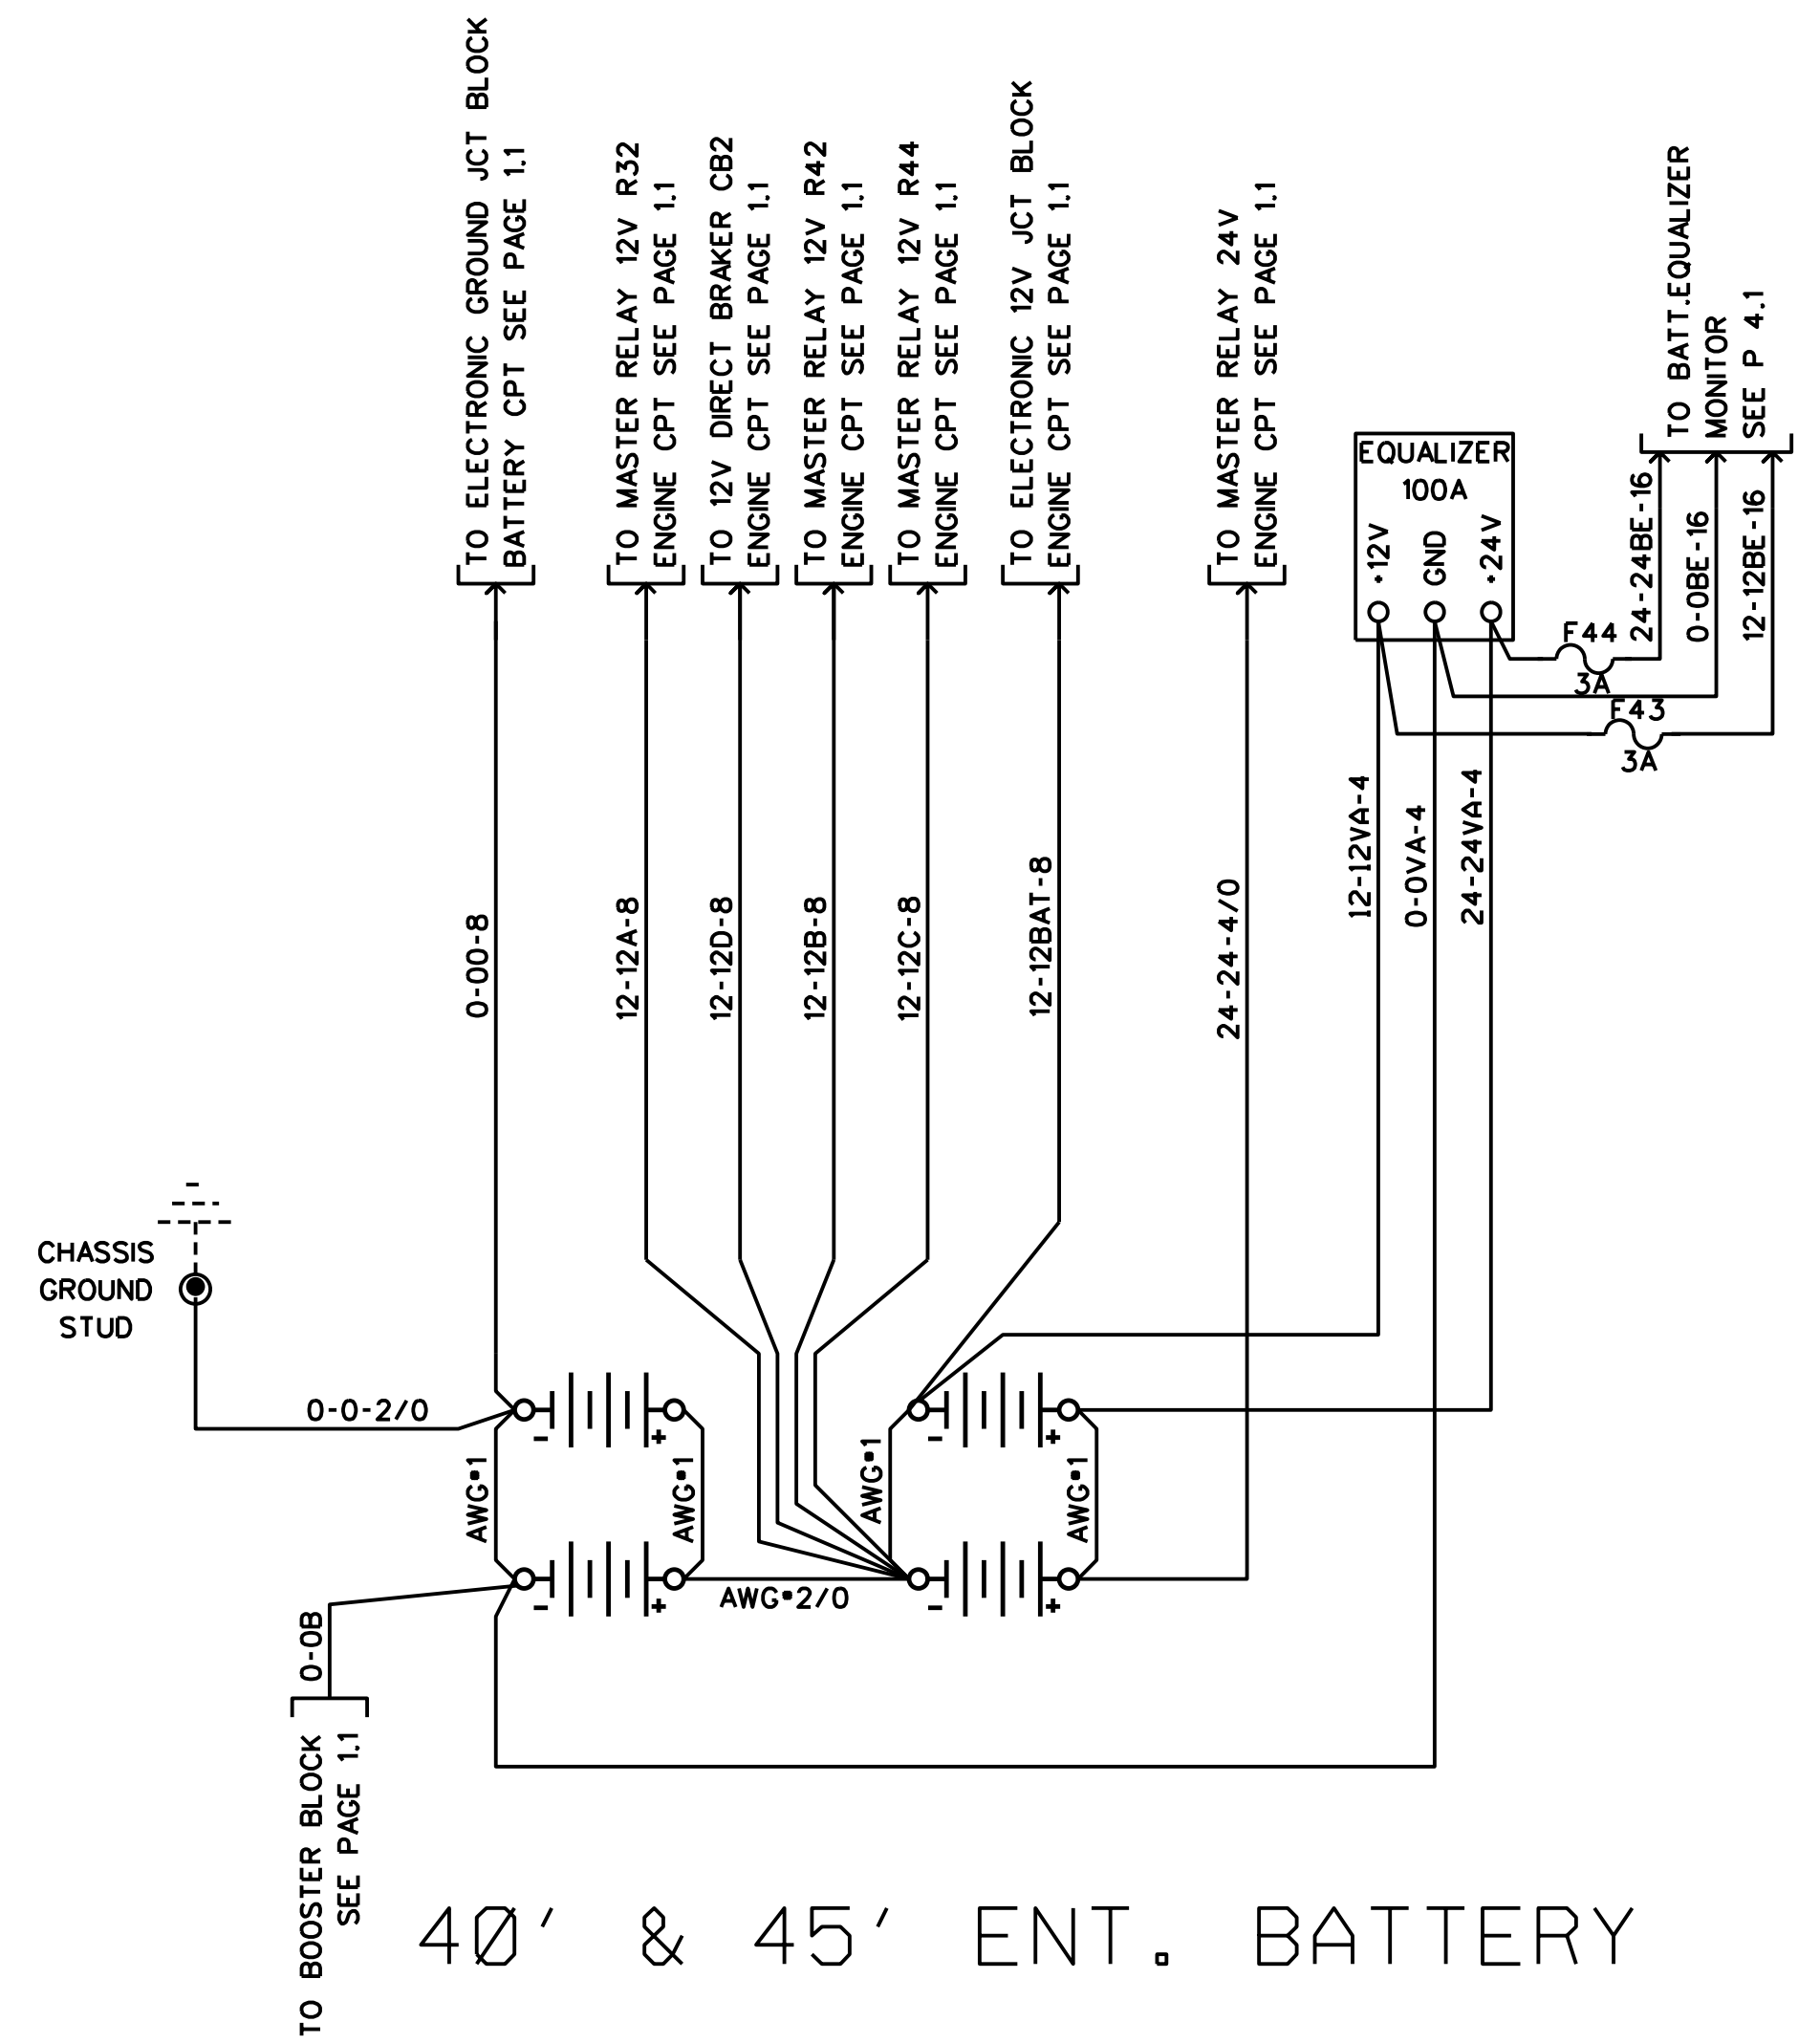 TO ELECTRONIC GROUND JCT BLOCK
BATTERY CPT SEE PAGE 1.1
TO MASTER RELAY 12V R32
ENGINE CPT SEE PAGE 1.1
TO 12V DIRECT BRAKER CB2
ENGINE CPT SEE PAGE 1.1
TO MASTER RELAY 12V R42
ENGINE CPT SEE PAGE 1.1
TO MASTER RELAY 12V R44
ENGINE CPT SEE PAGE 1.1
TO ELECTRONIC 12V JCT BLOCK
ENGINE CPT SEE PAGE 1.1
TO MASTER RELAY 24V
ENGINE CPT SEE PAGE 1.1
TO BATT.EQUALIZER
MONITOR
SEE P 4.1
EQUALIZER
100A
+12V
GND
+24V
24-24BE-16
0-0BE-16
12-12BE-16
F44
3A
F43
3A
0-00-8
12-12A-8
12-12D-8
12-12B-8
12-12C-8
12-12BAT-8
24-24-4/0
12-12VA-4
0-0VA-4
24-24VA-4
CHASSIS
GROUND
STUD
0-0-2/0
- +
- +
AWG•1
AWG•1
AWG•1
AWG•1
- +
- +
AWG•2/0
0-0B
TO BOOSTER BLOCK
SEE PAGE 1.1
40' & 45' ENT. BATTERY